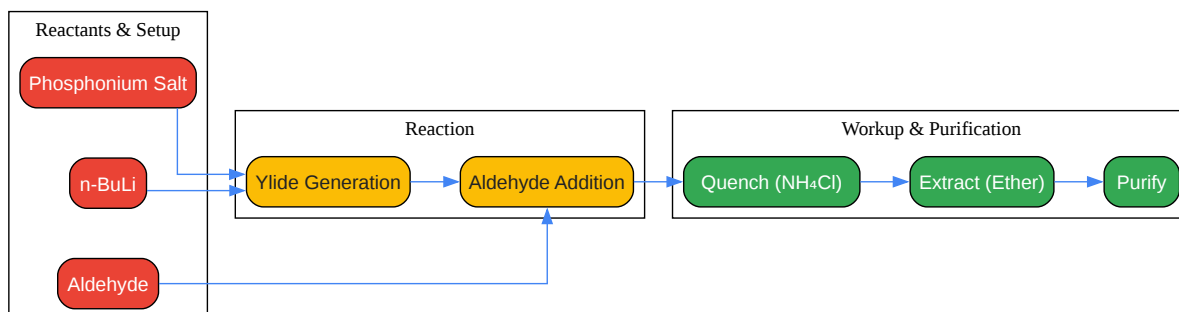 Reactants & Setup
Phosphonium Salt
n-BuLi
Aldehyde
Reaction
Ylide Generation
Aldehyde Addition
Workup & Purification
Quench (NH₄Cl)
Extract (Ether)
Purify